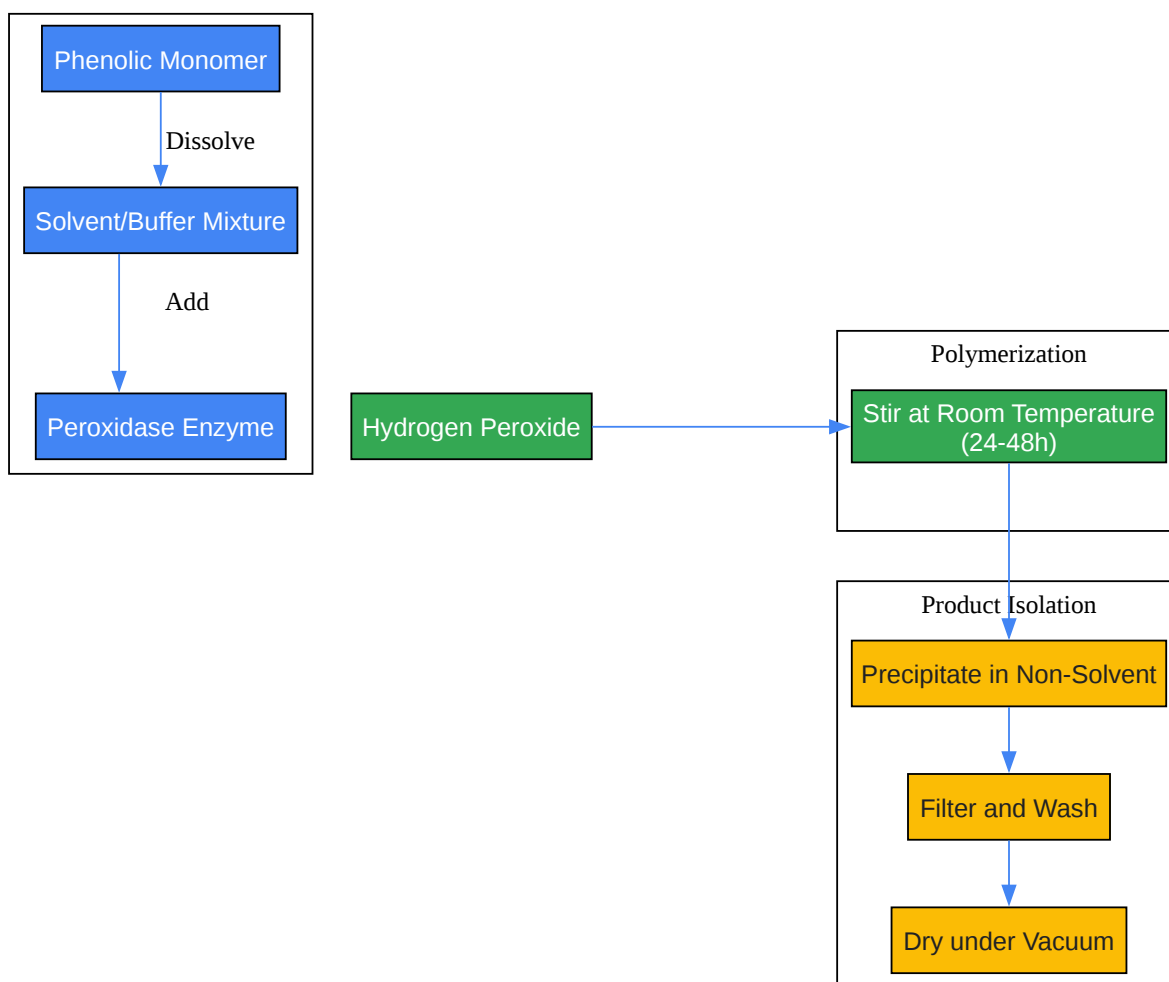 Phenolic Monomer
Dissolve
Solvent/Buffer Mixture
Add
Peroxidase Enzyme
Hydrogen Peroxide
Polymerization
Stir at Room Temperature
(24-48h)
Product Isolation
Precipitate in Non-Solvent
Filter and Wash
Dry under Vacuum